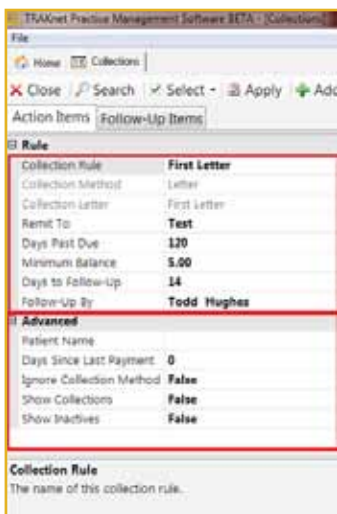 TRAKnet Practice Management Software BETA - [Collections]
File
Home Collections
Close Search Select Apply Add
Action Items Follow-Up Items
Rule
Collection Rule First Letter
Collection Method Letter
Collection Letter First Letter
Remit To Test
Days Past Due 120
Minimum Balance 5.00
Days to Follow-Up 14
Follow-Up By Todd Hughes
Advanced
Patient Name
Days Since Last Payment 0
Ignore Collection Method False
Show Collections False
Show Inactives False
Collection Rule
The name of this collection rule.